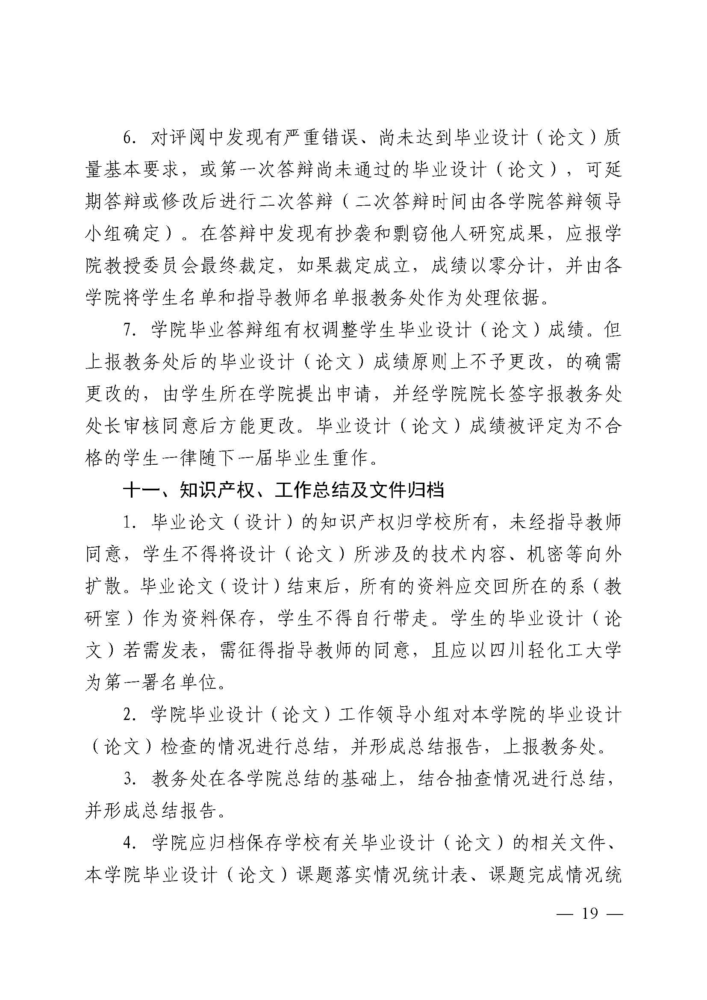 6. 对评阅中发现有严重错误、尚未达到毕业设计（论文）质
量基本要求，或第一次答辩尚未通过的毕业设计（论文），可延
期答辩或修改后进行二次答辩（二次答辩时间由各学院答辩领导
小组确定）。在答辩中发现有抄袭和剽窃他人研究成果，应报学
院教授委员会最终裁定，如果裁定成立，成绩以零分计，并由各
学院将学生名单和指导教师名单报教务处作为处理依据。
7. 学院毕业答辩组有权调整学生毕业设计（论文）成绩。但
上报教务处后的毕业设计（论文）成绩原则上不予更改，的确需
更改的，由学生所在学院提出申请，并经学院院长签字报教务处
处长审核同意后方能更改。毕业设计（论文）成绩被评定为不合
格的学生一律随下一届毕业生重作。
十一、知识产权、工作总结及文件归档
1. 毕业论文（设计）的知识产权归学校所有，未经指导教师
同意，学生不得将设计（论文）所涉及的技术内容、机密等向外
扩散。毕业论文（设计）结束后，所有的资料应交回所在的系（教
研室）作为资料保存，学生不得自行带走。学生的毕业设计（论
文）若需发表，需征得指导教师的同意，且应以四川轻化工大学
为第一署名单位。
2. 学院毕业设计（论文）工作领导小组对本学院的毕业设计
（论文）检查的情况进行总结，并形成总结报告，上报教务处。
3. 教务处在各学院总结的基础上，结合抽查情况进行总结，
并形成总结报告。
4. 学院应归档保存学校有关毕业设计（论文）的相关文件、
本学院毕业设计（论文）课题落实情况统计表、课题完成情况统
— 19 —